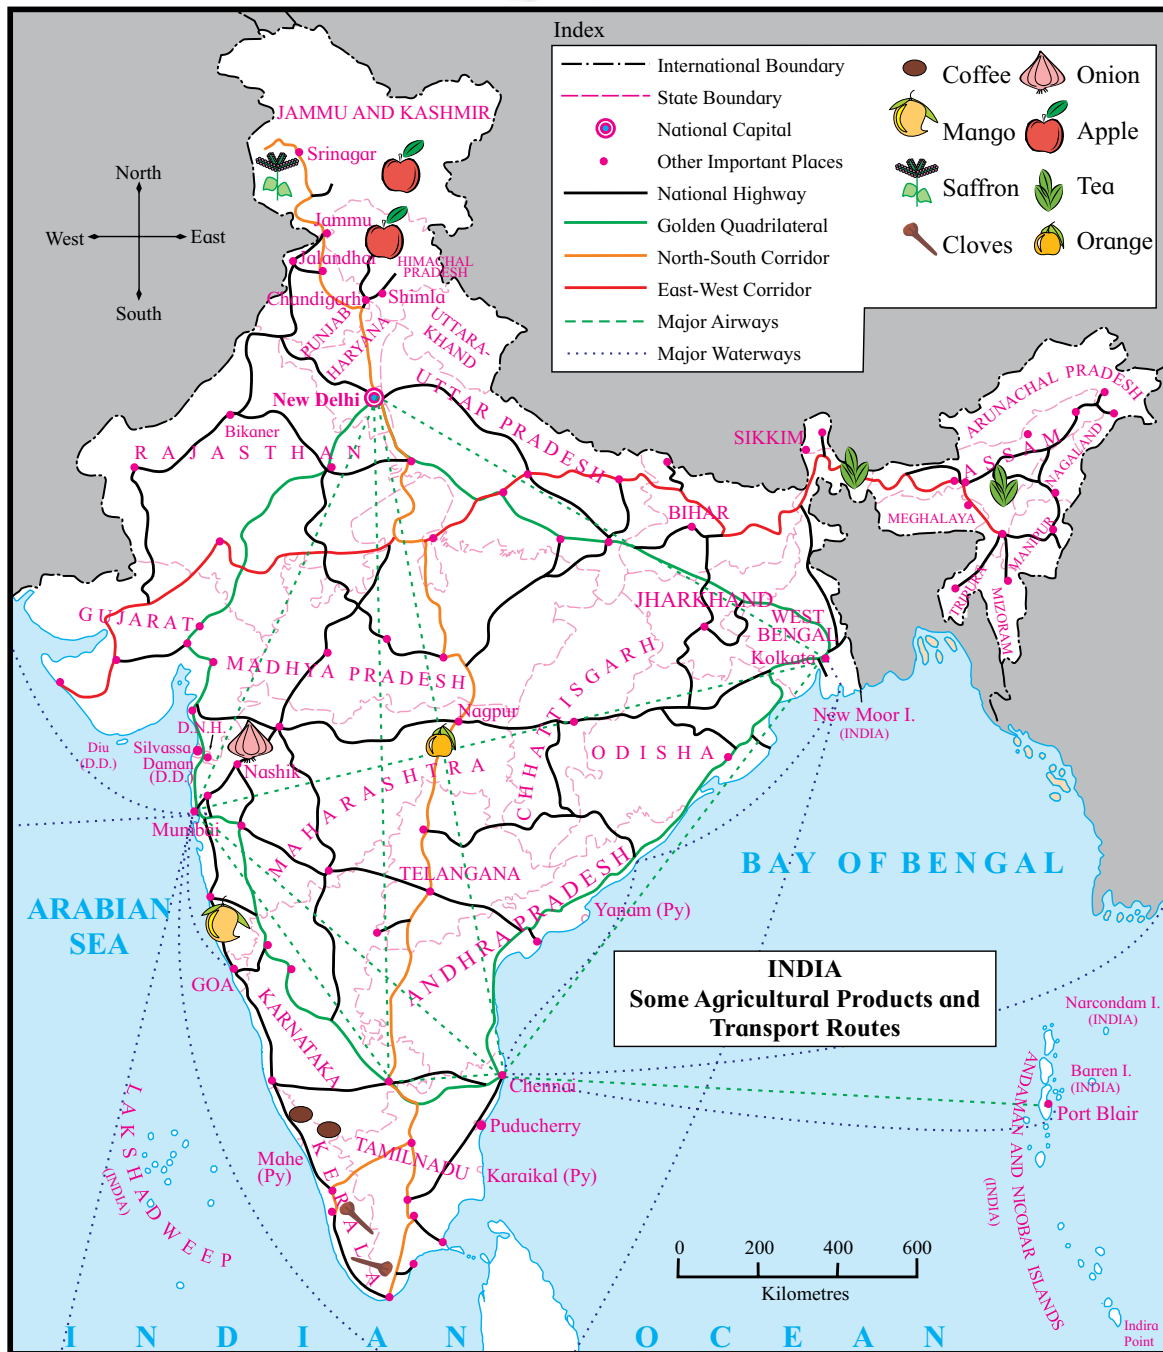 Index
International Boundary
State Boundary
National Capital
Other Important Places
National Highway
Golden Quadrilateral
North-South Corridor
East-West Corridor
Major Airways
Major Waterways
Coffee
Onion
Mango
Apple
Saffron
Tea
Cloves
Orange
North
West
East
South
JAMMU AND KASHMIR
Srinagar
Jammu
Jalandhar
HIMACHAL
PRADESH
Chandigarh
Shimla
PUNJAB
HARYANA
UTTARA-
KHAND
New Delhi
UTTAR PRADESH
Bikaner
RAJASTHAN
SIKKIM
ARUNACHAL PRADESH
ASSAM
NAGALAND
MEGHALAYA
MANIPUR
TRIPURA
MIZORAM
BIHAR
JHARKHAND
WEST
BENGAL
Kolkata
GUJARAT
MADHYA PRADESH
CHHATTISGARH
Nagpur
New Moor I.
(INDIA)
D.N.H.
Diu
(D.D.)
Silvassa
Daman
(D.D.)
Nashik
ODISHA
MAHARASHTRA
Mumbai
TELANGANA
BAY OF BENGAL
ARABIAN
SEA
ANDHRA PRADESH
Yanam (Py)
GOA
KARNATAKA
INDIA
Some Agricultural Products and
Transport Routes
Narcondam I.
(INDIA)
Barren I.
(INDIA)
Port Blair
Chennai
Puducherry
TAMILNADU
Karaikal (Py)
Mahe
(Py)
KERALA
LAKSHADWEEP
(INDIA)
ANDAMAN AND NICOBAR ISLANDS
(INDIA)
0 200 400 600
Kilometres
Indira
Point
INDIAN OCEAN